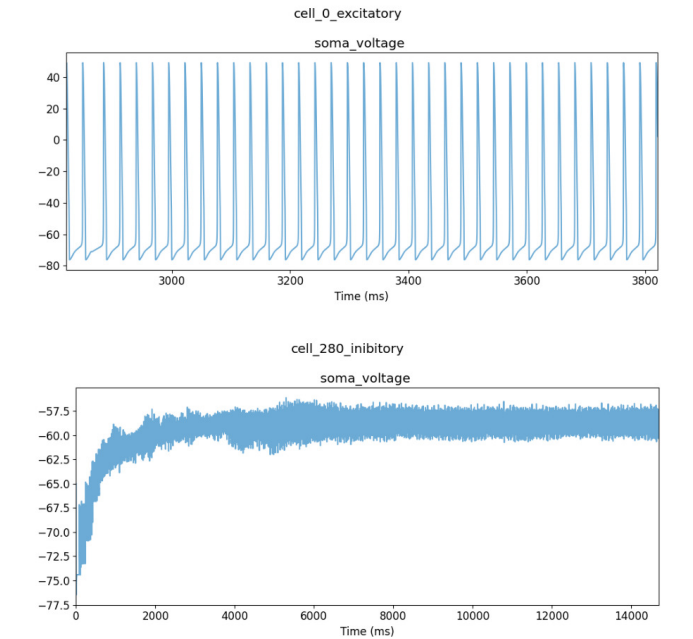 cell_0_excitatory
soma_voltage
40
20
0
−20
−40
−60
−80
3000 3200 3400 3600 3800
Time (ms)
cell_280_inibitory
soma_voltage
−57.5
−60.0
−62.5
−65.0
−67.5
−70.0
−72.5
−75.0
−77.5
0 2000 4000 6000 8000 10000 12000 14000
Time (ms)